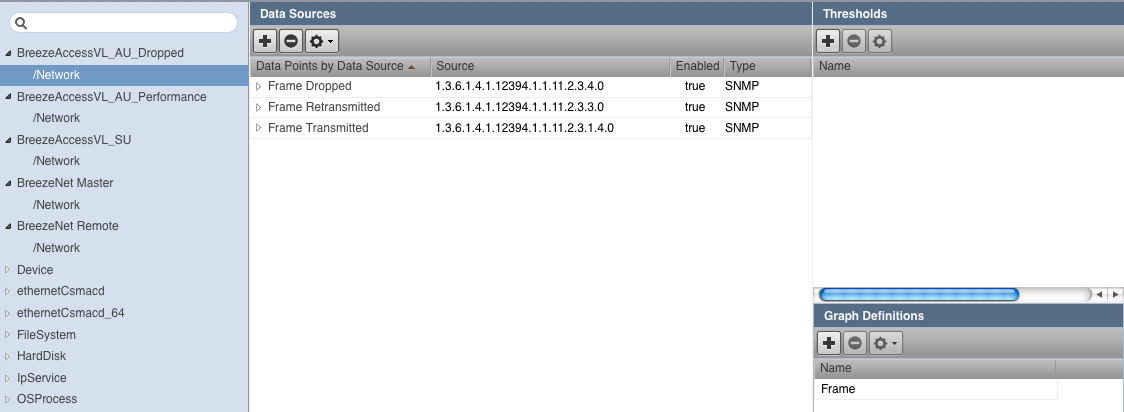 BreezeAccessVL_AU_Dropped
/Network
BreezeAccessVL_AU_Performance
/Network
BreezeAccessVL_SU
/Network
BreezeNet Master
/Network
BreezeNet Remote
/Network
Device
ethernetCsmacd
ethernetCsmacd_64
FileSystem
HardDisk
IpService
OSProcess
Data Sources
Data Points by Data Source Source Enabled Type
Frame Dropped 1.3.6.1.4.1.12394.1.1.11.2.3.4.0 true SNMP
Frame Retransmitted 1.3.6.1.4.1.12394.1.1.11.2.3.3.0 true SNMP
Frame Transmitted 1.3.6.1.4.1.12394.1.1.11.2.3.1.4.0 true SNMP
Thresholds
Name
Graph Definitions
Name
Frame